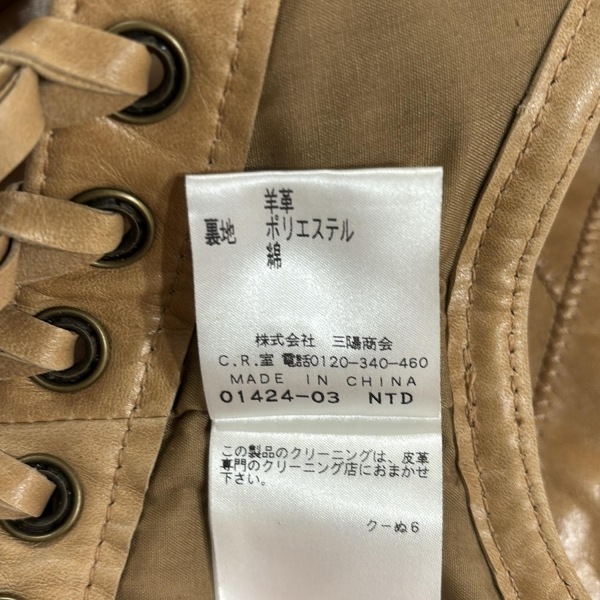 羊革
裏地 ポリエステル
綿
株式会社 三陽商会
C.R.室 電話0120-340-460
MADE IN CHINA
01424-03 NTD
この製品のクリーニングは、皮革
専門のクリーニング店におまかせ
下さい。
クーぬ6